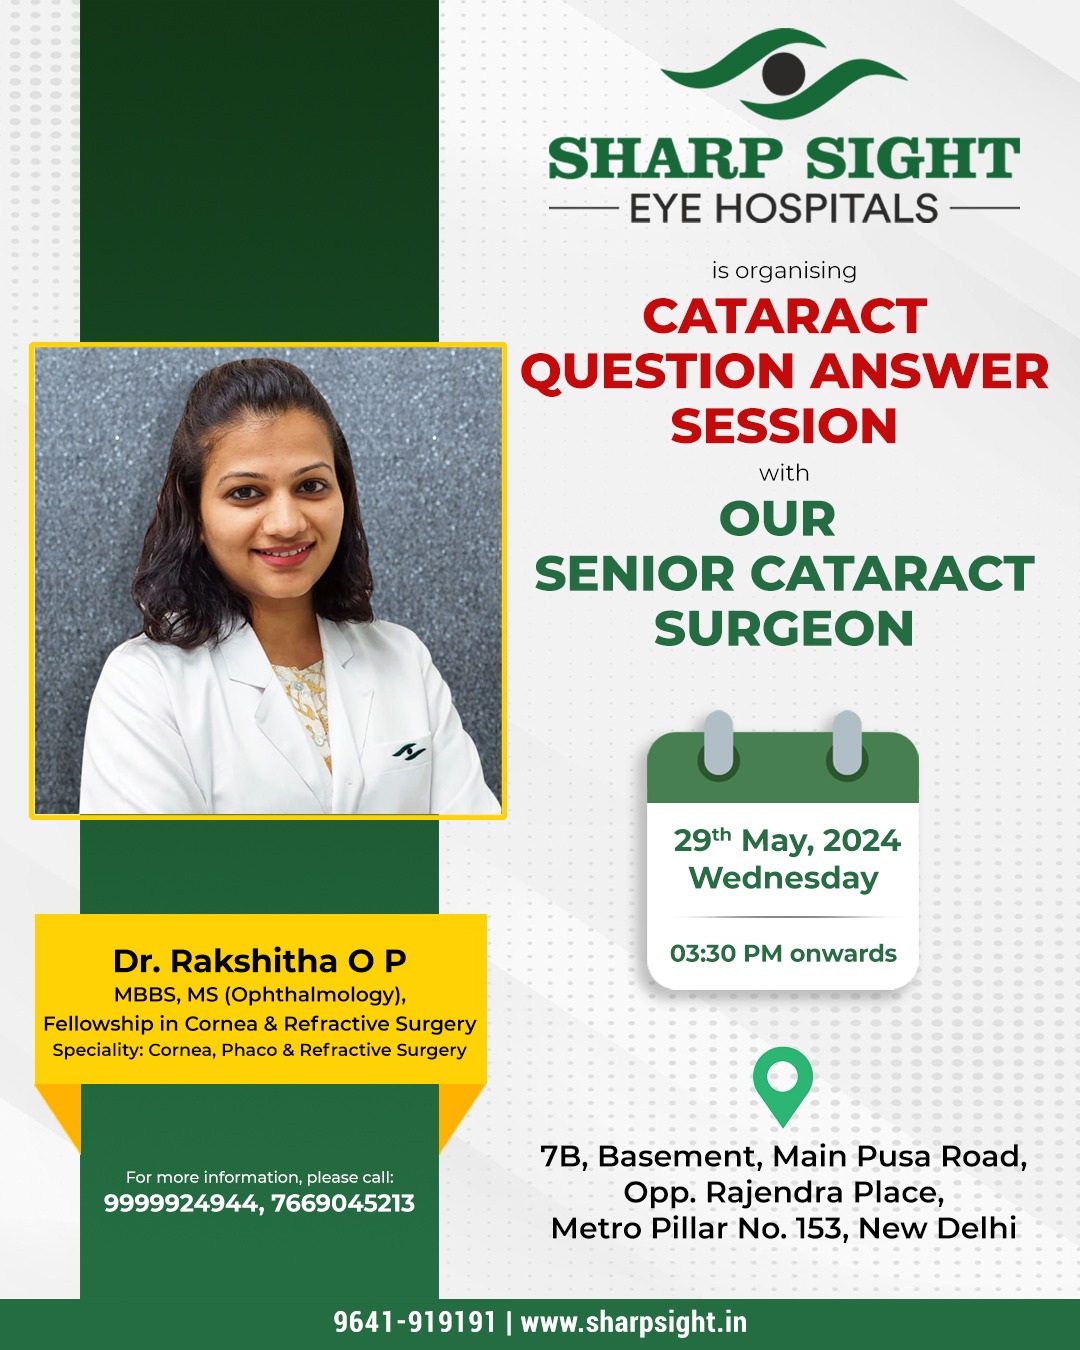 SHARP SIGHT
EYE HOSPITALS
is organising
CATARACT
QUESTION ANSWER
SESSION
with
OUR
SENIOR CATARACT
SURGEON
29th May, 2024
Wednesday
03:30 PM onwards
Dr. Rakshitha O P
MBBS, MS (Ophthalmology),
Fellowship in Cornea & Refractive Surgery
Speciality: Cornea, Phaco & Refractive Surgery
For more information, please call:
9999924944, 7669045213
7B, Basement, Main Pusa Road,
Opp. Rajendra Place,
Metro Pillar No. 153, New Delhi
9641-919191 | www.sharpsight.in